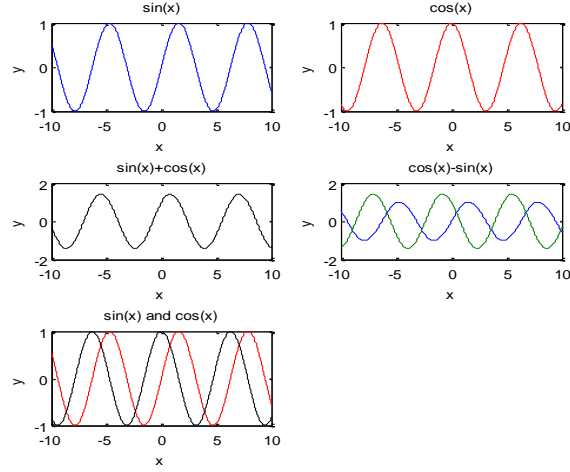 sin(x)
1
0
-1
y
-10 -5 0 5 10
x
cos(x)
1
0
-1
y
-10 -5 0 5 10
x
sin(x)+cos(x)
2
0
-2
y
-10 -5 0 5 10
x
cos(x)-sin(x)
2
0
-2
y
-10 -5 0 5 10
x
sin(x) and cos(x)
1
0
-1
y
-10 -5 0 5 10
x